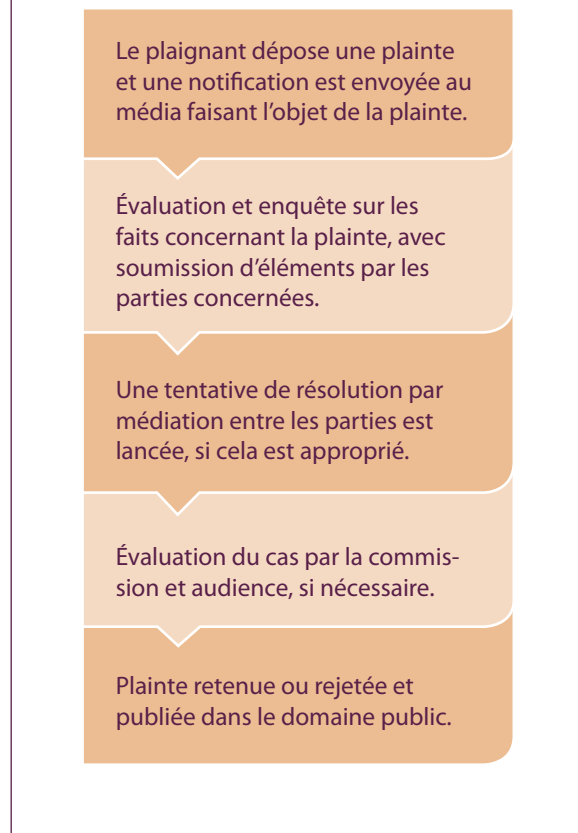 Le plaignant dépose une plainte
et une notification est envoyée au
média faisant l’objet de la plainte.
Évaluation et enquête sur les
faits concernant la plainte, avec
soumission d’éléments par les
parties concernées.
Une tentative de résolution par
médiation entre les parties est
lancée, si cela est approprié.
Évaluation du cas par la commis-
sion et audience, si nécessaire.
Plainte retenue ou rejetée et
publiée dans le domaine public.